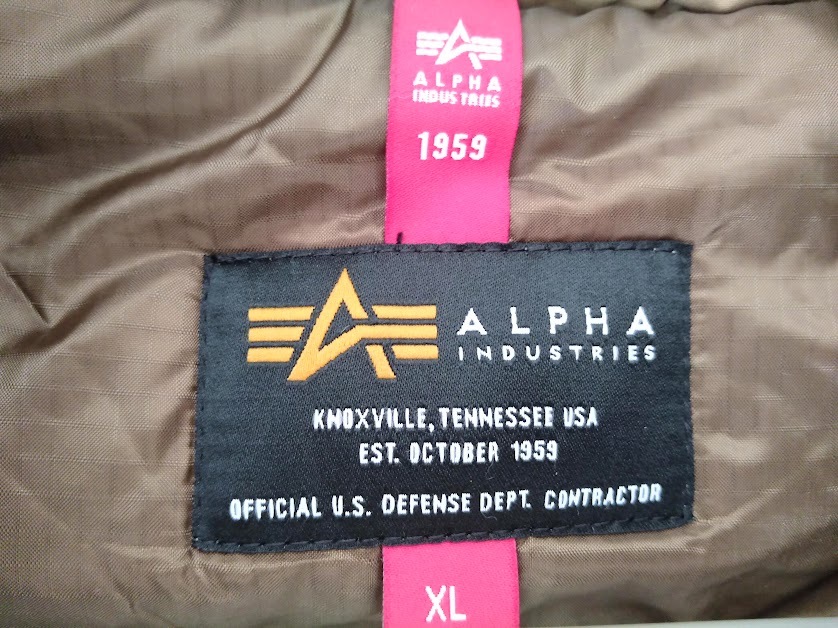 ALPHA
INDUSTRIES
1959
ALPHA
INDUSTRIES
KNOXVILLE, TENNESSEE USA
EST. OCTOBER 1959
OFFICIAL U.S. DEFENSE DEPT. CONTRACTOR
XL